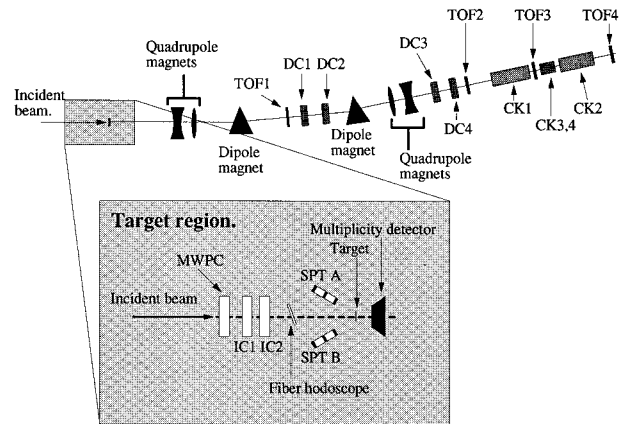 TOF4
TOF2
TOF3
DC3
Quadrupole
magnets
DC1
DC2
TOF1
Incident
beam.
CK1
CK2
CK3,4
DC4
Dipole
magnet
Dipole
magnet
Quadrupole
magnets
Target region.
Multiplicity detector
Target
MWPC
SPT A
Incident beam
IC1 IC2
SPT B
Fiber hodoscope